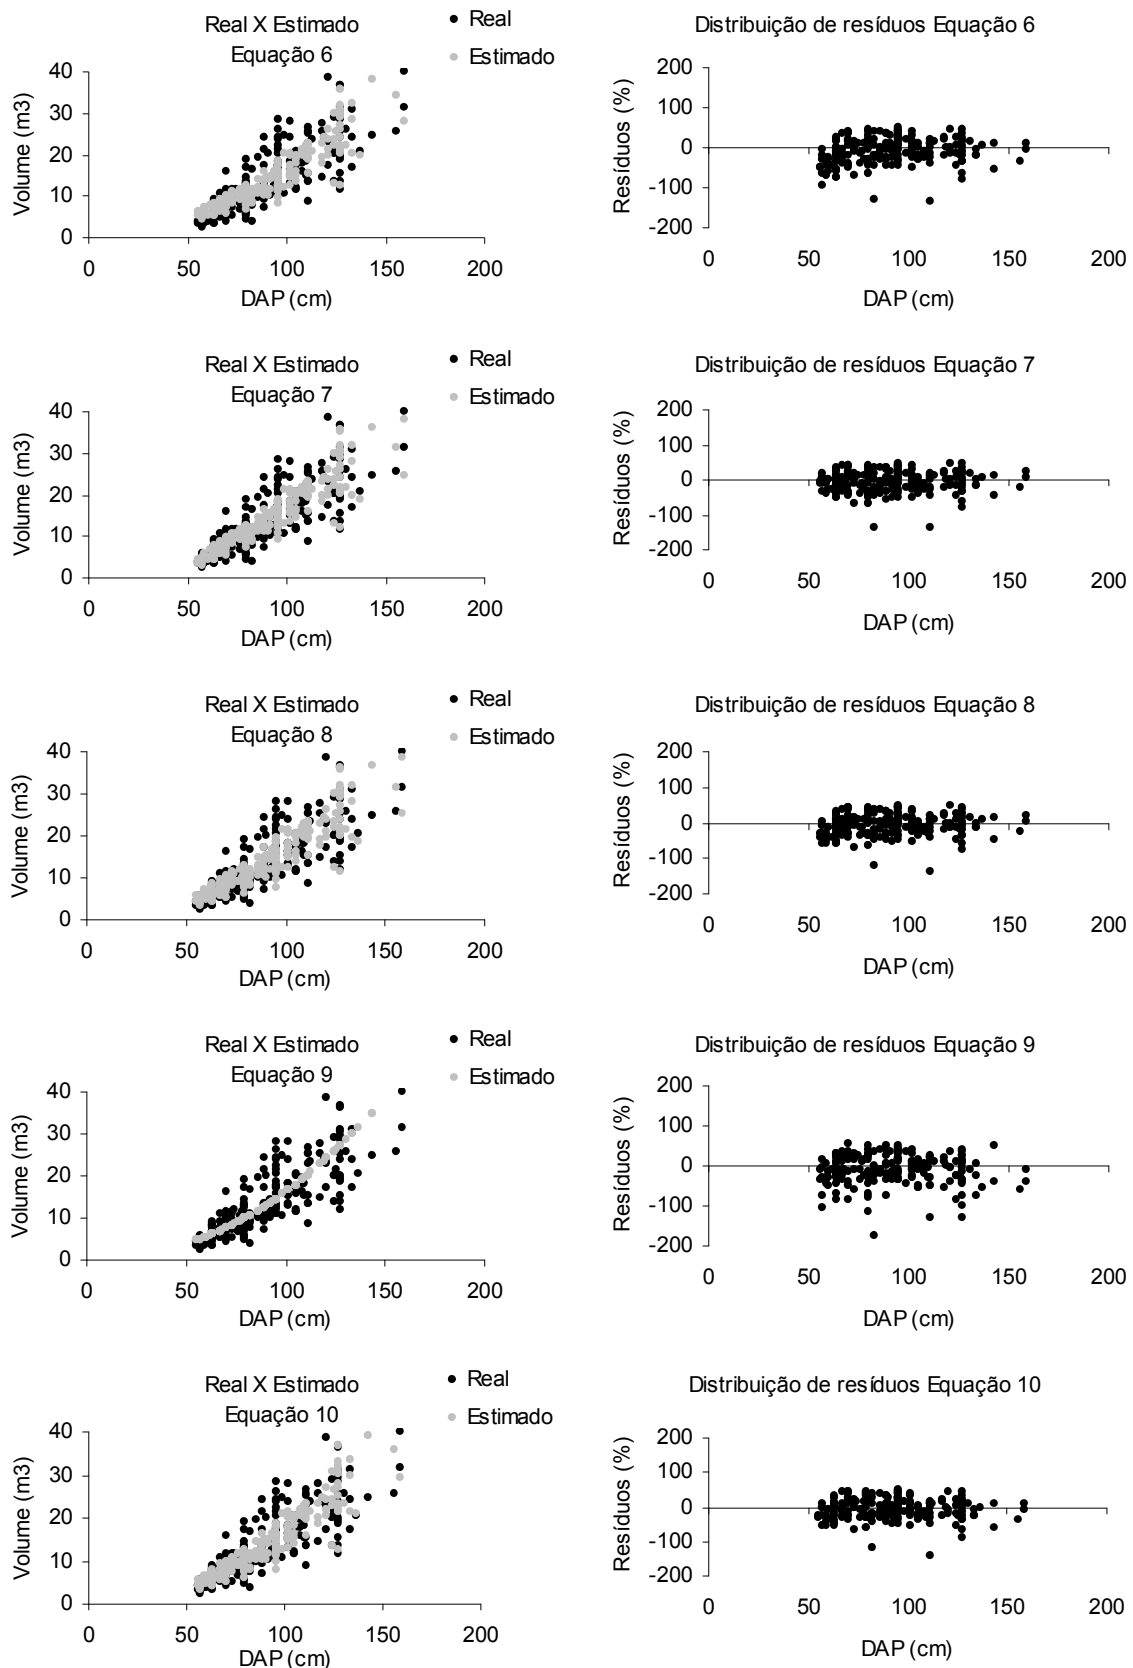 Real X Estimado
Equação 6
Real
Estimado
Volume (m3)
40
30
20
10
0
0 50 100 150 200
DAP (cm)
Distribuição de resíduos Equação 6
Resíduos (%)
200
100
0
-100
-200
0 50 100 150 200
DAP (cm)
Real X Estimado
Equação 7
Real
Estimado
Volume (m3)
40
30
20
10
0
0 50 100 150 200
DAP (cm)
Distribuição de resíduos Equação 7
Resíduos (%)
200
100
0
-100
-200
0 50 100 150 200
DAP (cm)
Real X Estimado
Equação 8
Real
Estimado
Volume (m3)
40
30
20
10
0
0 50 100 150 200
DAP (cm)
Distribuição de resíduos Equação 8
Resíduos (%)
200
100
0
-100
-200
0 50 100 150 200
DAP (cm)
Real X Estimado
Equação 9
Real
Estimado
Volume (m3)
40
30
20
10
0
0 50 100 150 200
DAP (cm)
Distribuição de resíduos Equação 9
Resíduos (%)
200
100
0
-100
-200
0 50 100 150 200
DAP (cm)
Real X Estimado
Equação 10
Real
Estimado
Volume (m3)
40
30
20
10
0
0 50 100 150 200
DAP (cm)
Distribuição de resíduos Equação 10
Resíduos (%)
200
100
0
-100
-200
0 50 100 150 200
DAP (cm)